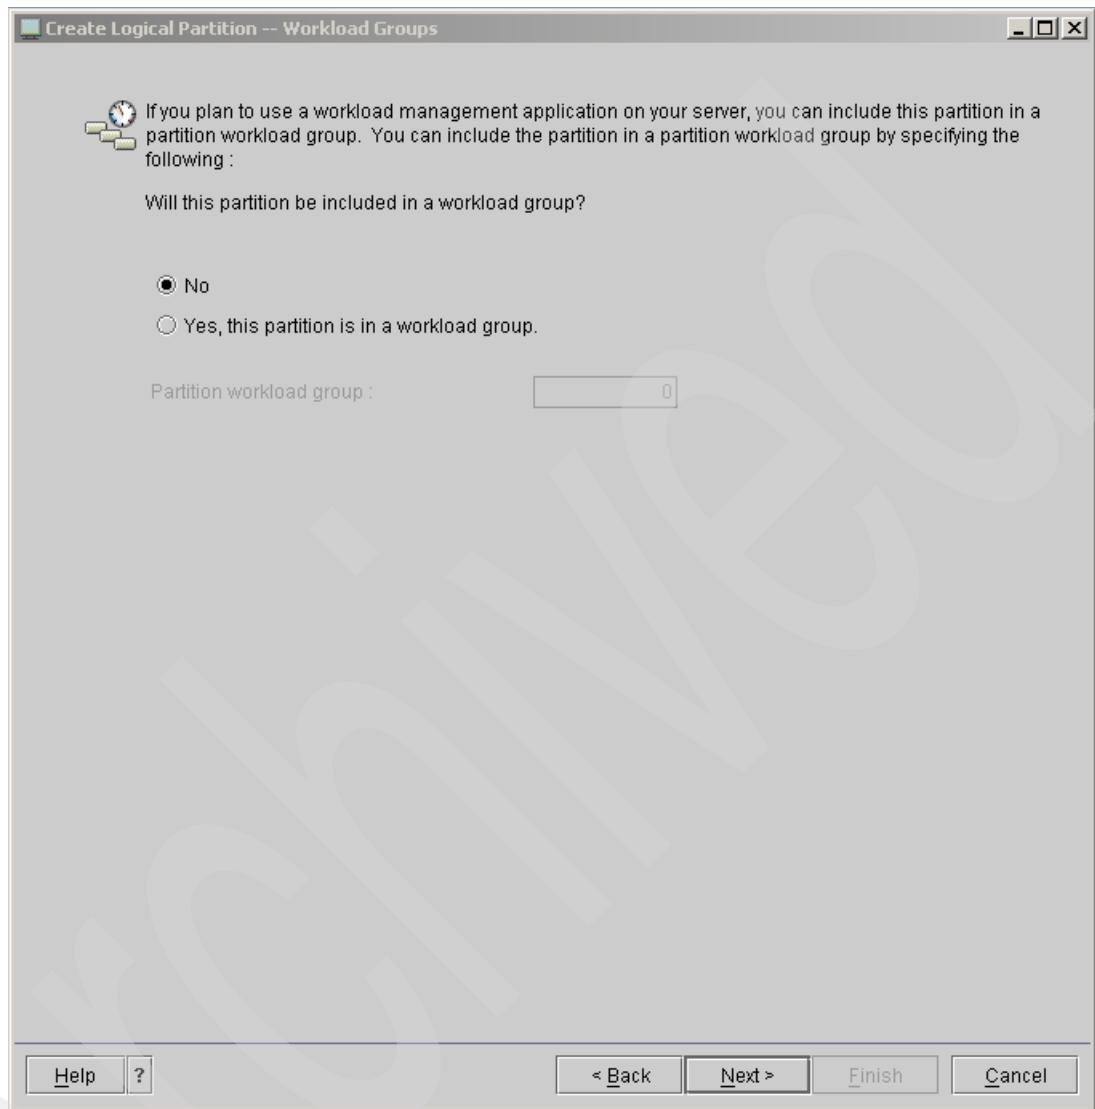 Create Logical Partition -- Workload Groups
If you plan to use a workload management application on your server, you can include this partition in a
partition workload group. You can include the partition in a partition workload group by specifying the
following :
Will this partition be included in a workload group?
No
Yes, this partition is in a workload group.
Partition workload group : 0
Help ? < Back Next > Finish Cancel
rchived